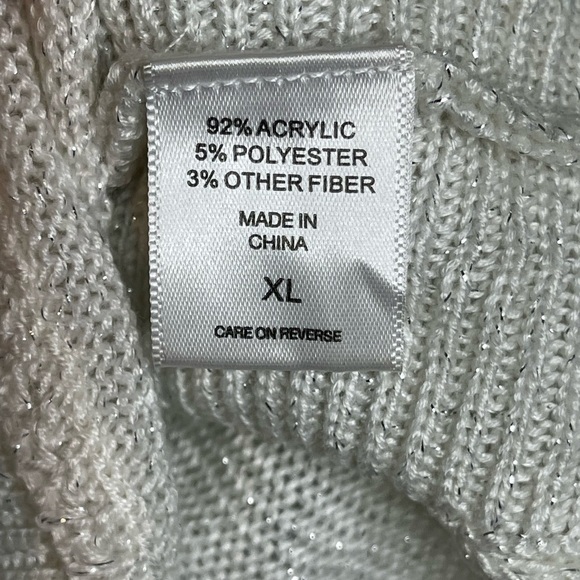 92% ACRYLIC
5% POLYESTER
3% OTHER FIBER
MADE IN
CHINA
XL
CARE ON REVERSE